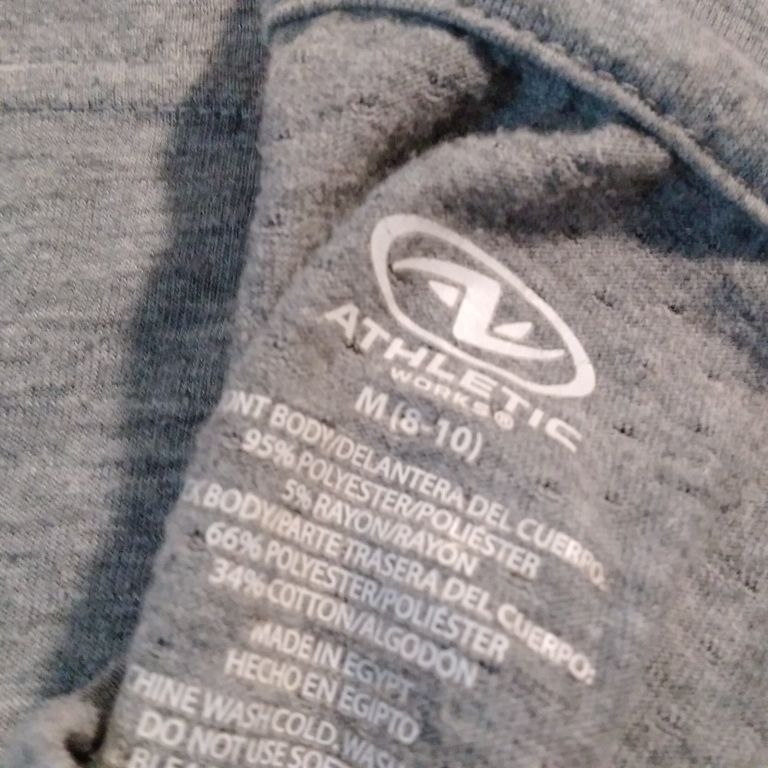 ATHLETIC
WORKS®
M (8-10)
BODY/DELANTERA DEL CUERPO:
95% POLYESTER/POLIÉSTER
5% RAYON/RAYÓN
BODY/PARTE TRASERA DEL CUERPO:
66% POLYESTER/POLIÉSTER
34% COTTON/ALGODÓN
MADE IN EGYPT
HECHO EN EGIPTO
WASH COLD, WASH
DO NOT USE